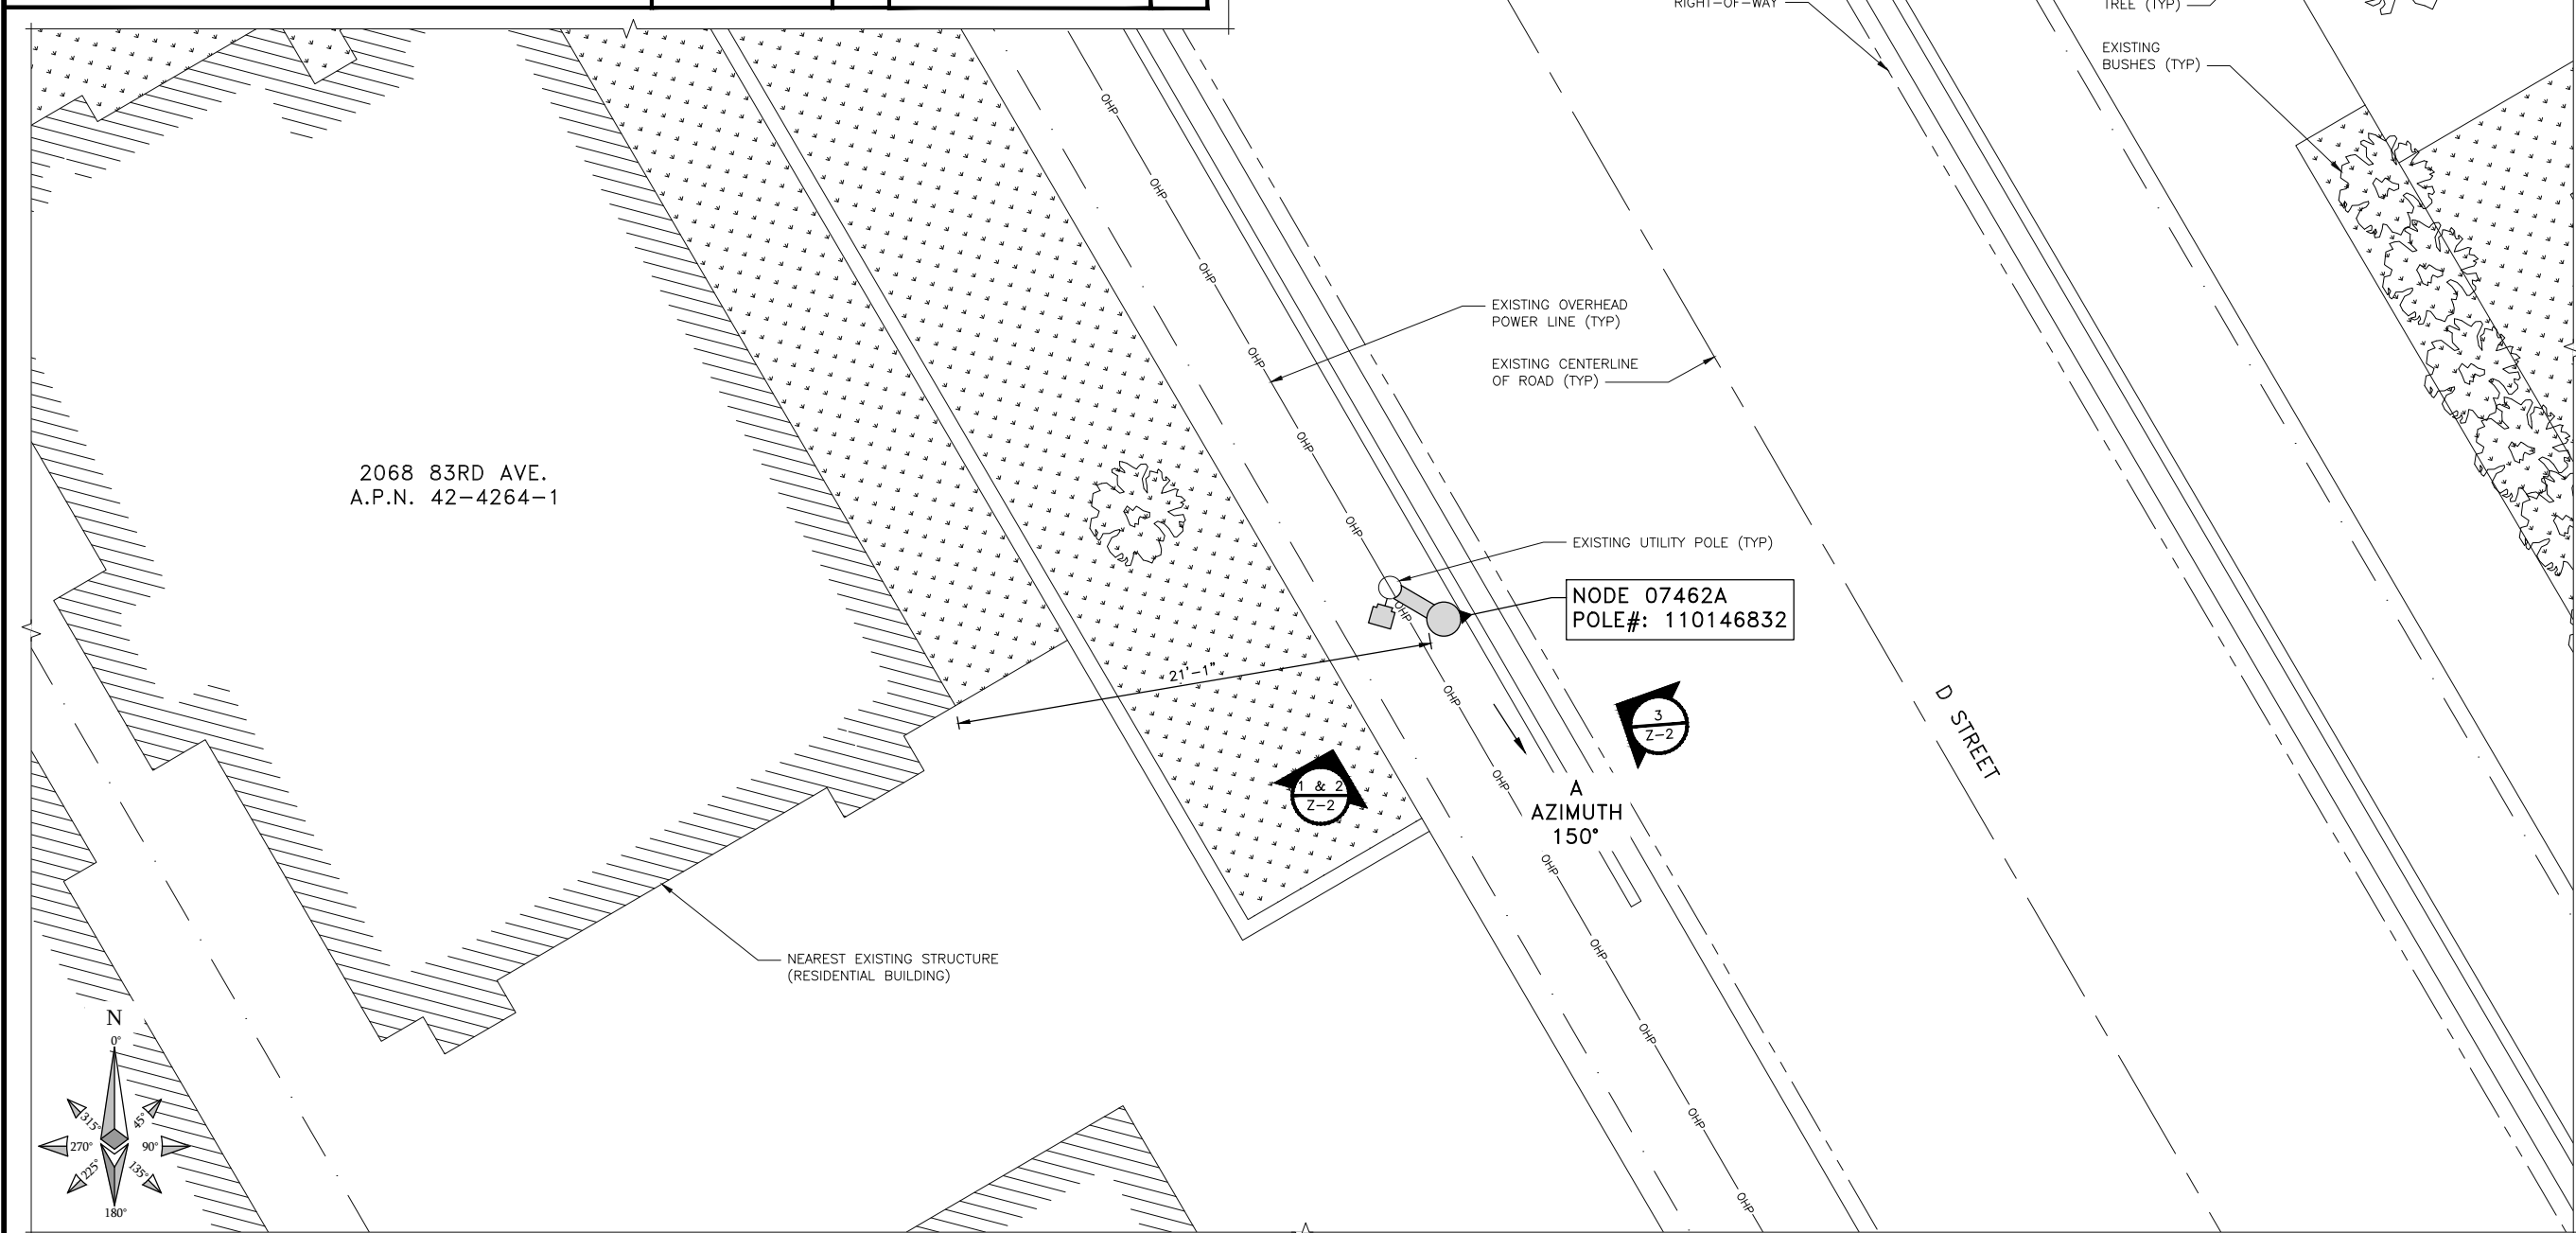 RIGHT-OF-WAY
TREE (TYP)
EXISTING
BUSHES (TYP)
OHP
OHP
OHP
EXISTING OVERHEAD
POWER LINE (TYP)
OHP
EXISTING CENTERLINE
OF ROAD (TYP)
OHP
2068 83RD AVE.
A.P.N. 42-4264-1
OHP
EXISTING UTILITY POLE (TYP)
NODE 07462A
POLE#: 110146832
OHP
21'-1"
OHP
3
Z-2
D STREET
1 & 2
Z-2
OHP
A
AZIMUTH
150°
OHP
NEAREST EXISTING STRUCTURE
(RESIDENTIAL BUILDING)
OHP
OHP
OHP
OHP
N
0°
315°
45°
270°
90°
225°
135°
180°